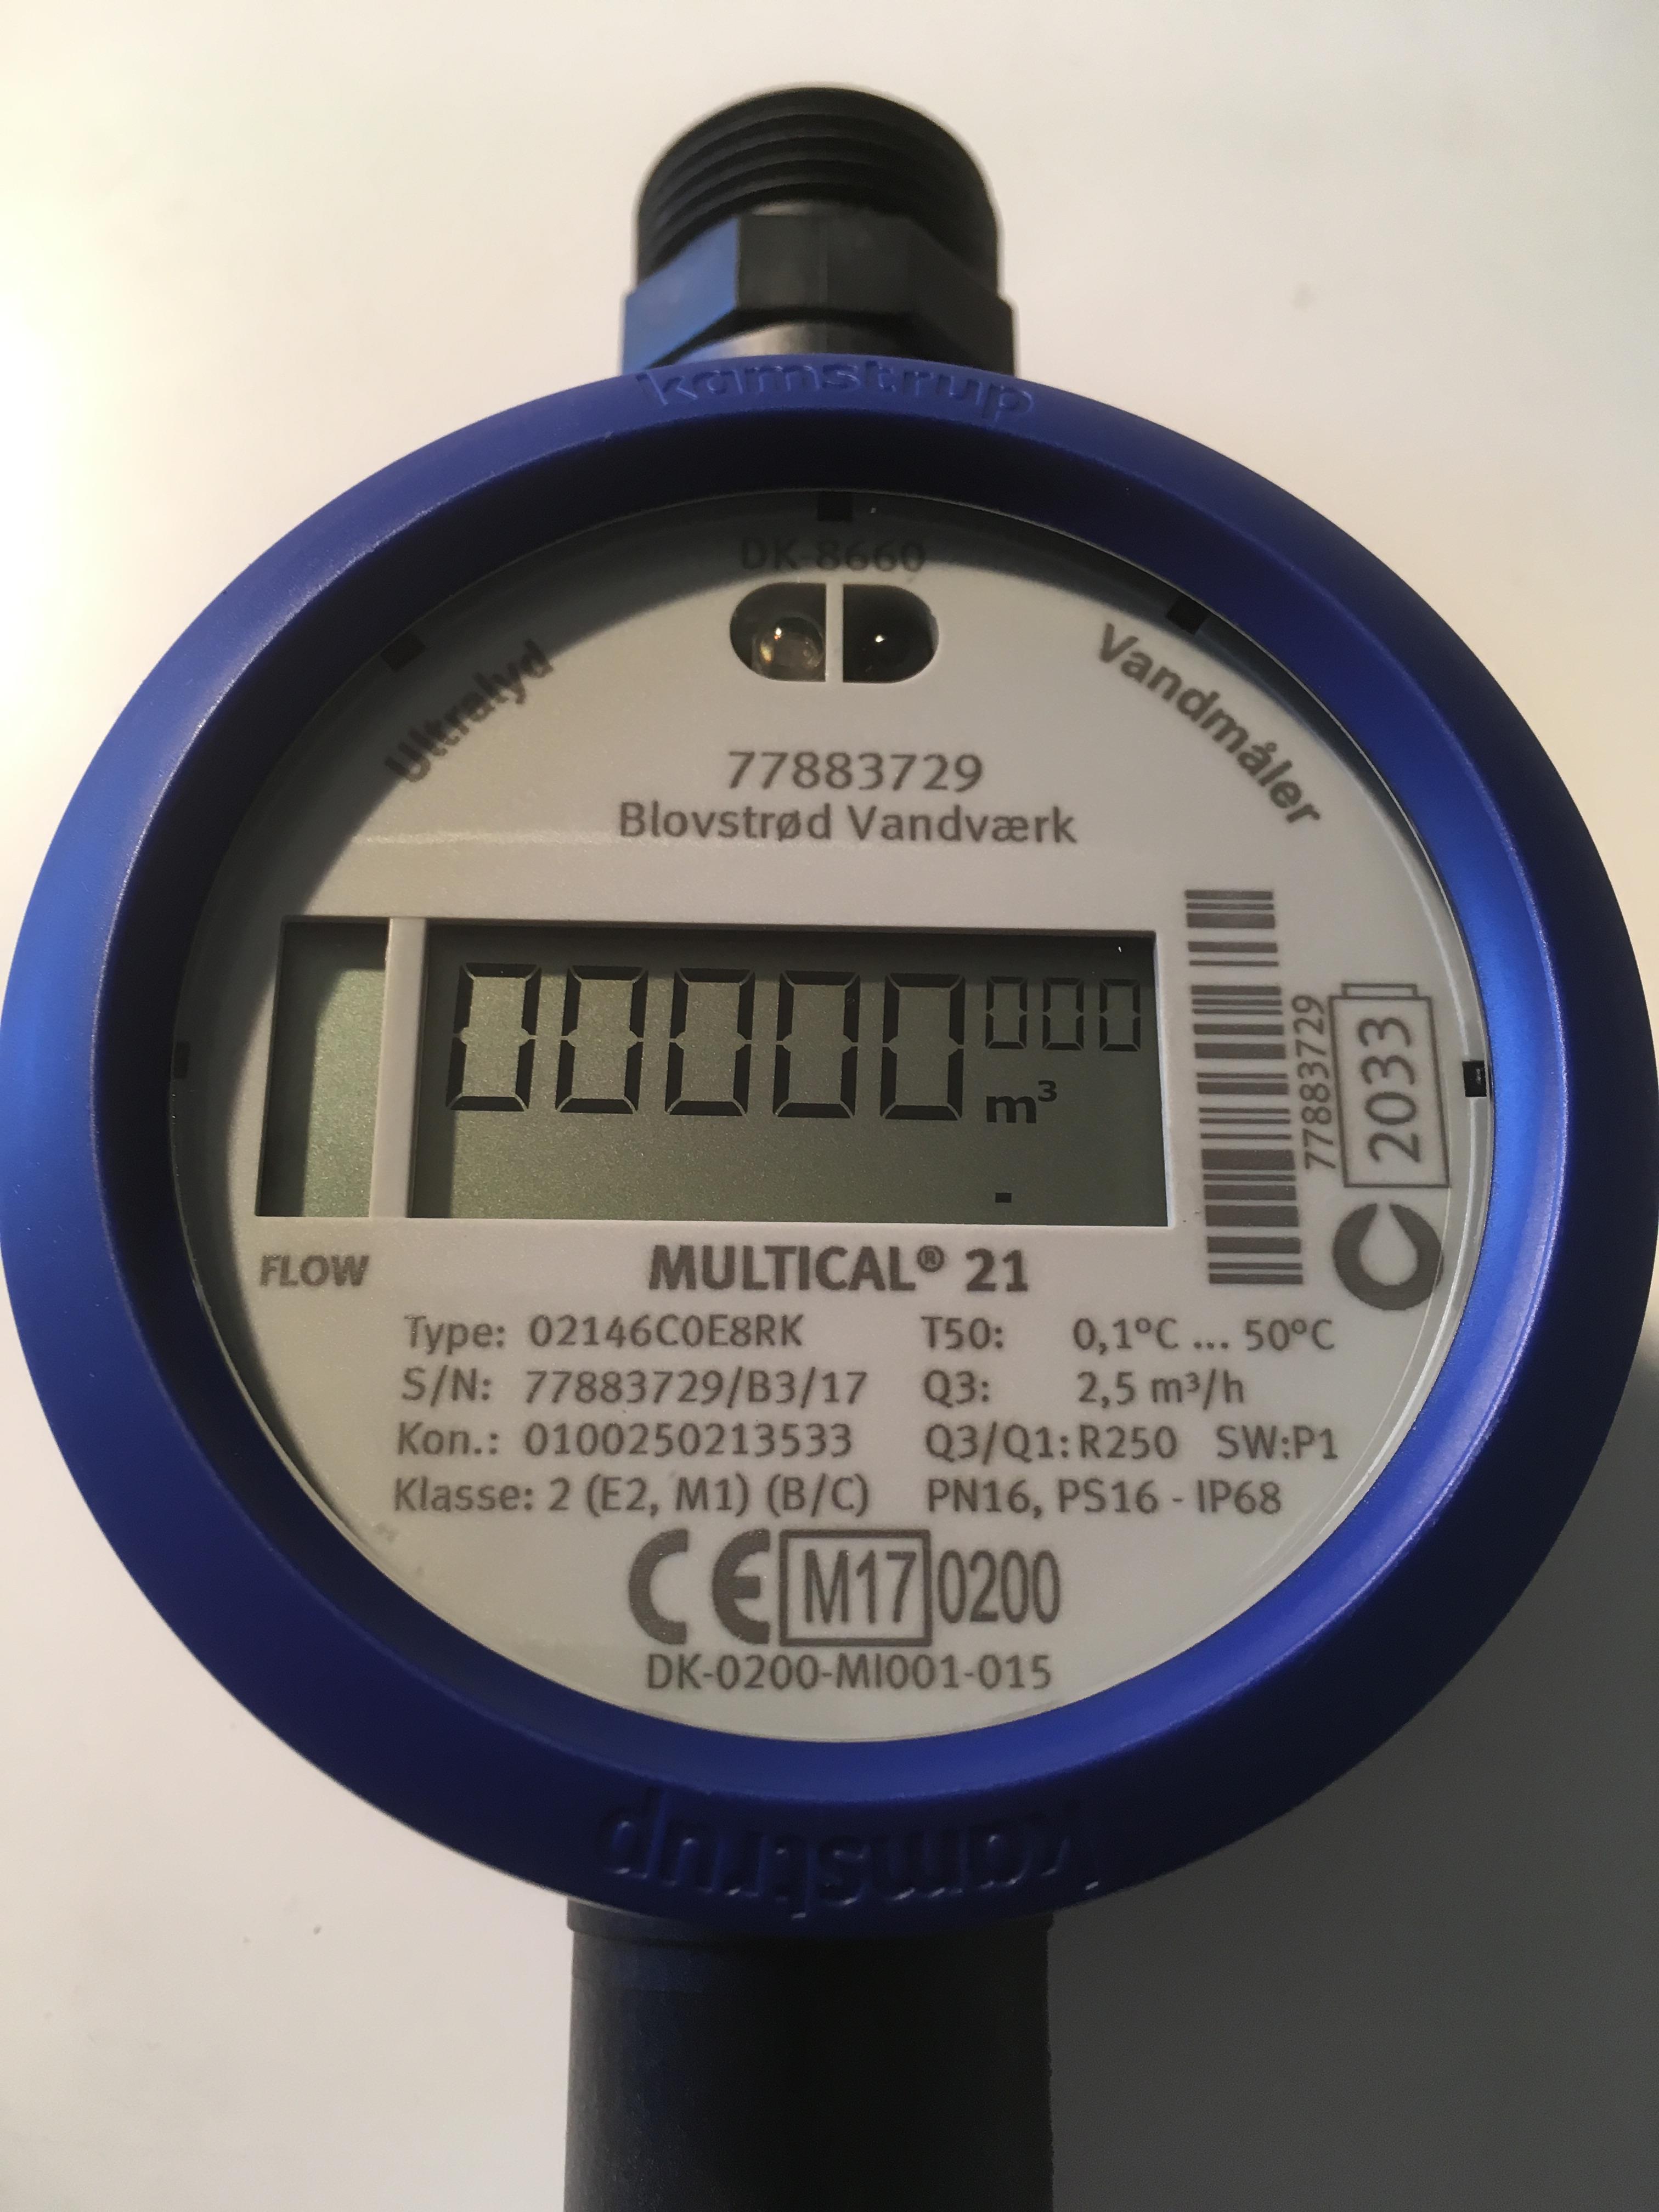 kamstrup
DK 8660
Ultralyd
Vandmåler
77883729
Blovstrød Vandværk
00000000
m³
77883729
2033
FLOW
MULTICAL® 21
Type: 02146C0E8RK T50: 0,1°C ... 50°C
S/N: 77883729/B3/17 Q3: 2,5 m³/h
Kon.: 0100250213533 Q3/Q1:R250 SW:P1
Klasse: 2 (E2, M1) (B/C) PN16, PS16 - IP68
CE M17 0200
DK-0200-MI001-015
kamstrup